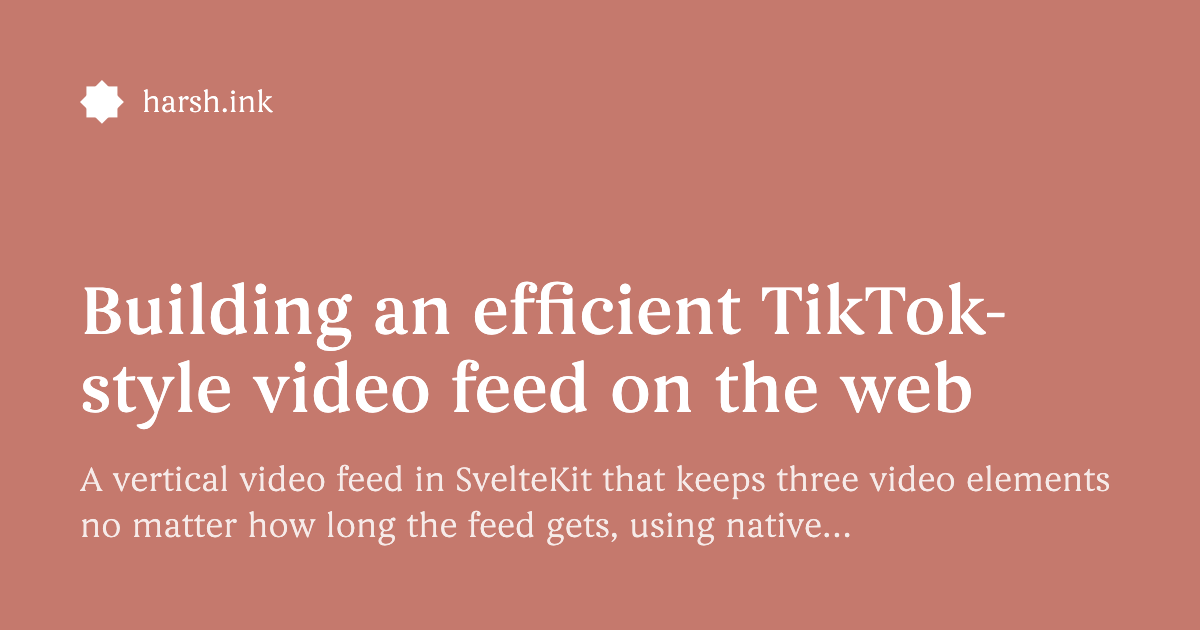 harsh.ink
Building an efficient TikTok-
style video feed on the web
A vertical video feed in SvelteKit that keeps three video elements
no matter how long the feed gets, using native...